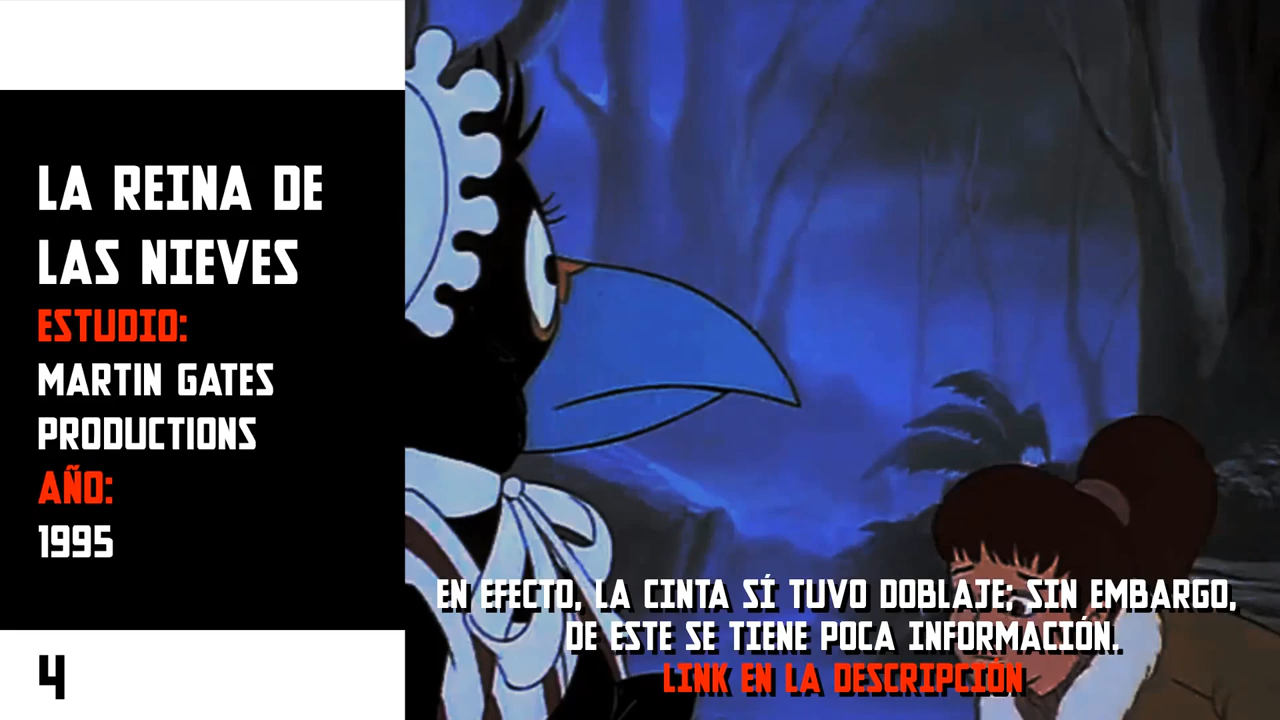 LA REINA DE
LAS NIEVES
ESTUDIO:
MARTIN GATES
PRODUCTIONS
AÑO:
1995
4
EN EFECTO, LA CINTA SÍ TUVO DOBLAJE; SIN EMBARGO,
DE ESTE SE TIENE POCA INFORMACIÓN.
LINK EN LA DESCRIPCIÓN